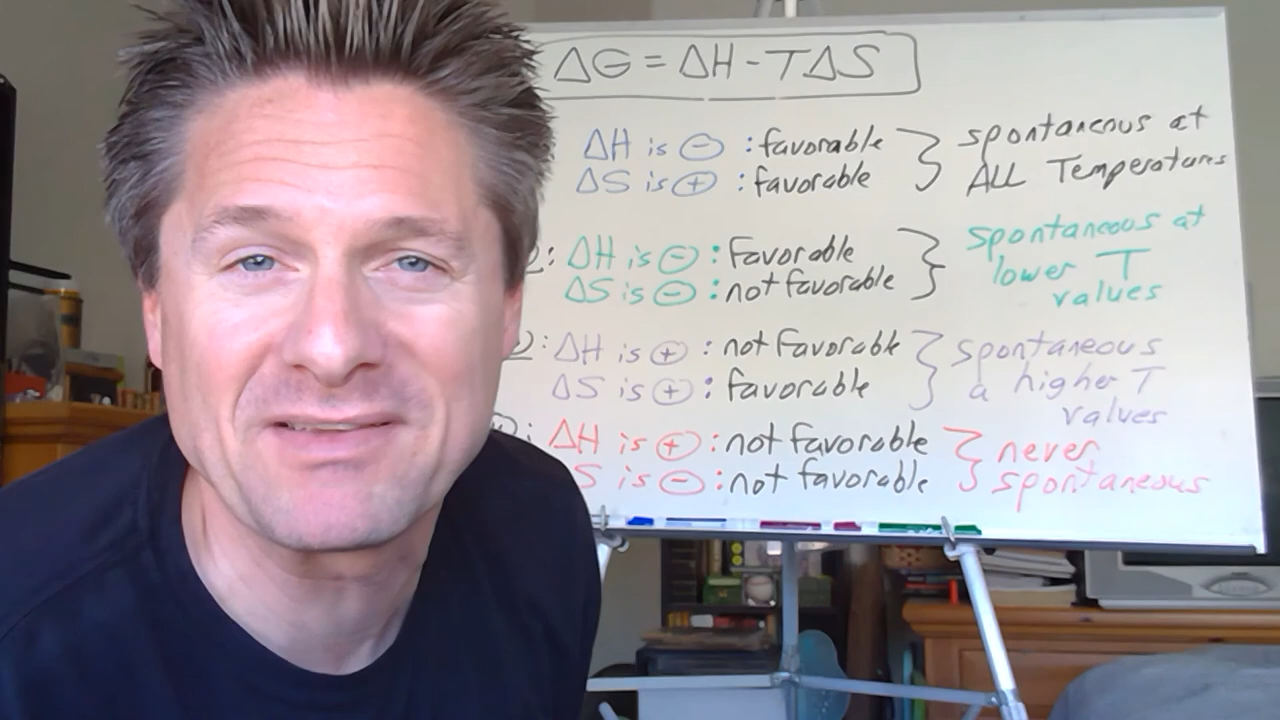 ΔG = ΔH - TΔS
ΔH is ⊖ : favorable
ΔS is ⊕ : favorable
spontaneous at
ALL Temperatures
2: ΔH is ⊖ : Favorable
ΔS is ⊖ : not favorable
spontaneous at
lower T
values
: ΔH is ⊕ : not favorable
ΔS is ⊕ : favorable
spontaneous
a higher T
values
: ΔH is ⊕ : not favorable
S is ⊖ : not favorable
never
spontaneous